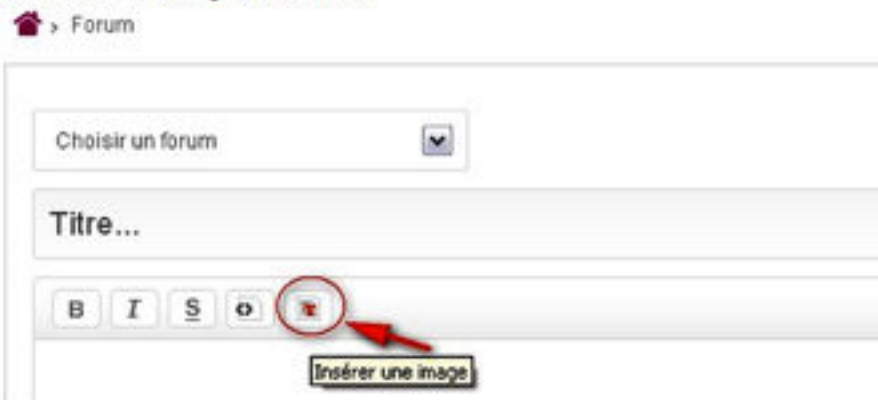 > Forum
Choisir un forum
Titre...
B I S
Insérer une image